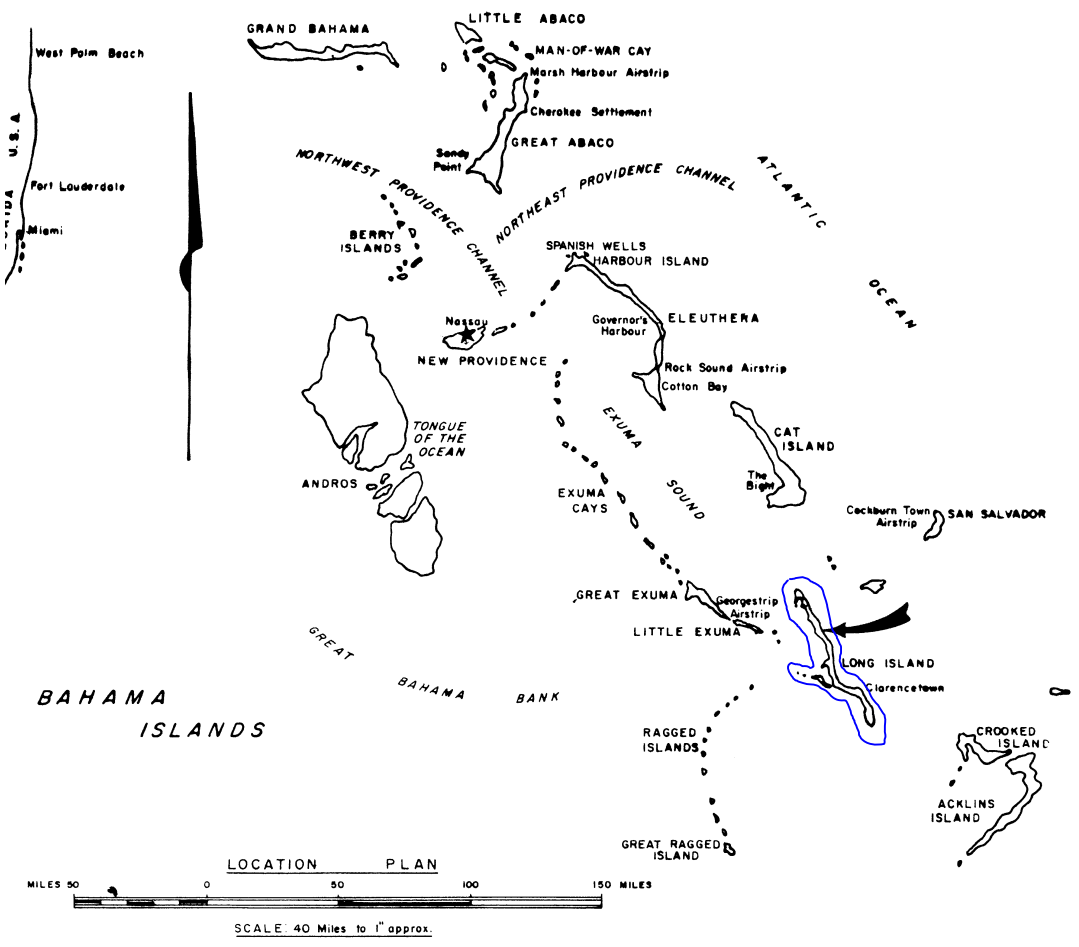 LITTLE ABACO
GRAND BAHAMA
West Palm Beach
MAN-OF-WAR CAY
Marsh Harbour Airstrip
Cherokee Settlement
U.S.A
GREAT ABACO
Sandy
Point
NORTHWEST PROVIDENCE CHANNEL
NORTHEAST PROVIDENCE CHANNEL
ATLANTIC
OCEAN
Fort Lauderdale
Miami
BERRY
ISLANDS
SPANISH WELLS
HARBOUR ISLAND
Nassau
NEW PROVIDENCE
Governor's
Harbour
ELEUTHERA
Rock Sound Airstrip
Cotton Bay
TONGUE
OF THE
OCEAN
ANDROS
EXUMA
SOUND
CAT
ISLAND
The
Bight
EXUMA
CAYS
Cockburn Town
Airstrip
SAN SALVADOR
GREAT EXUMA
Georgestrip
Airstrip
LITTLE EXUMA
LONG ISLAND
Clarencetown
GREAT
BAHAMA
BANK
BAHAMA
ISLANDS
RAGGED
ISLANDS
CROOKED
ISLAND
ACKLINS
ISLAND
GREAT RAGGED
ISLAND
LOCATION PLAN
MILES 50 0 50 100 150 MILES
SCALE: 40 Miles to 1" approx.